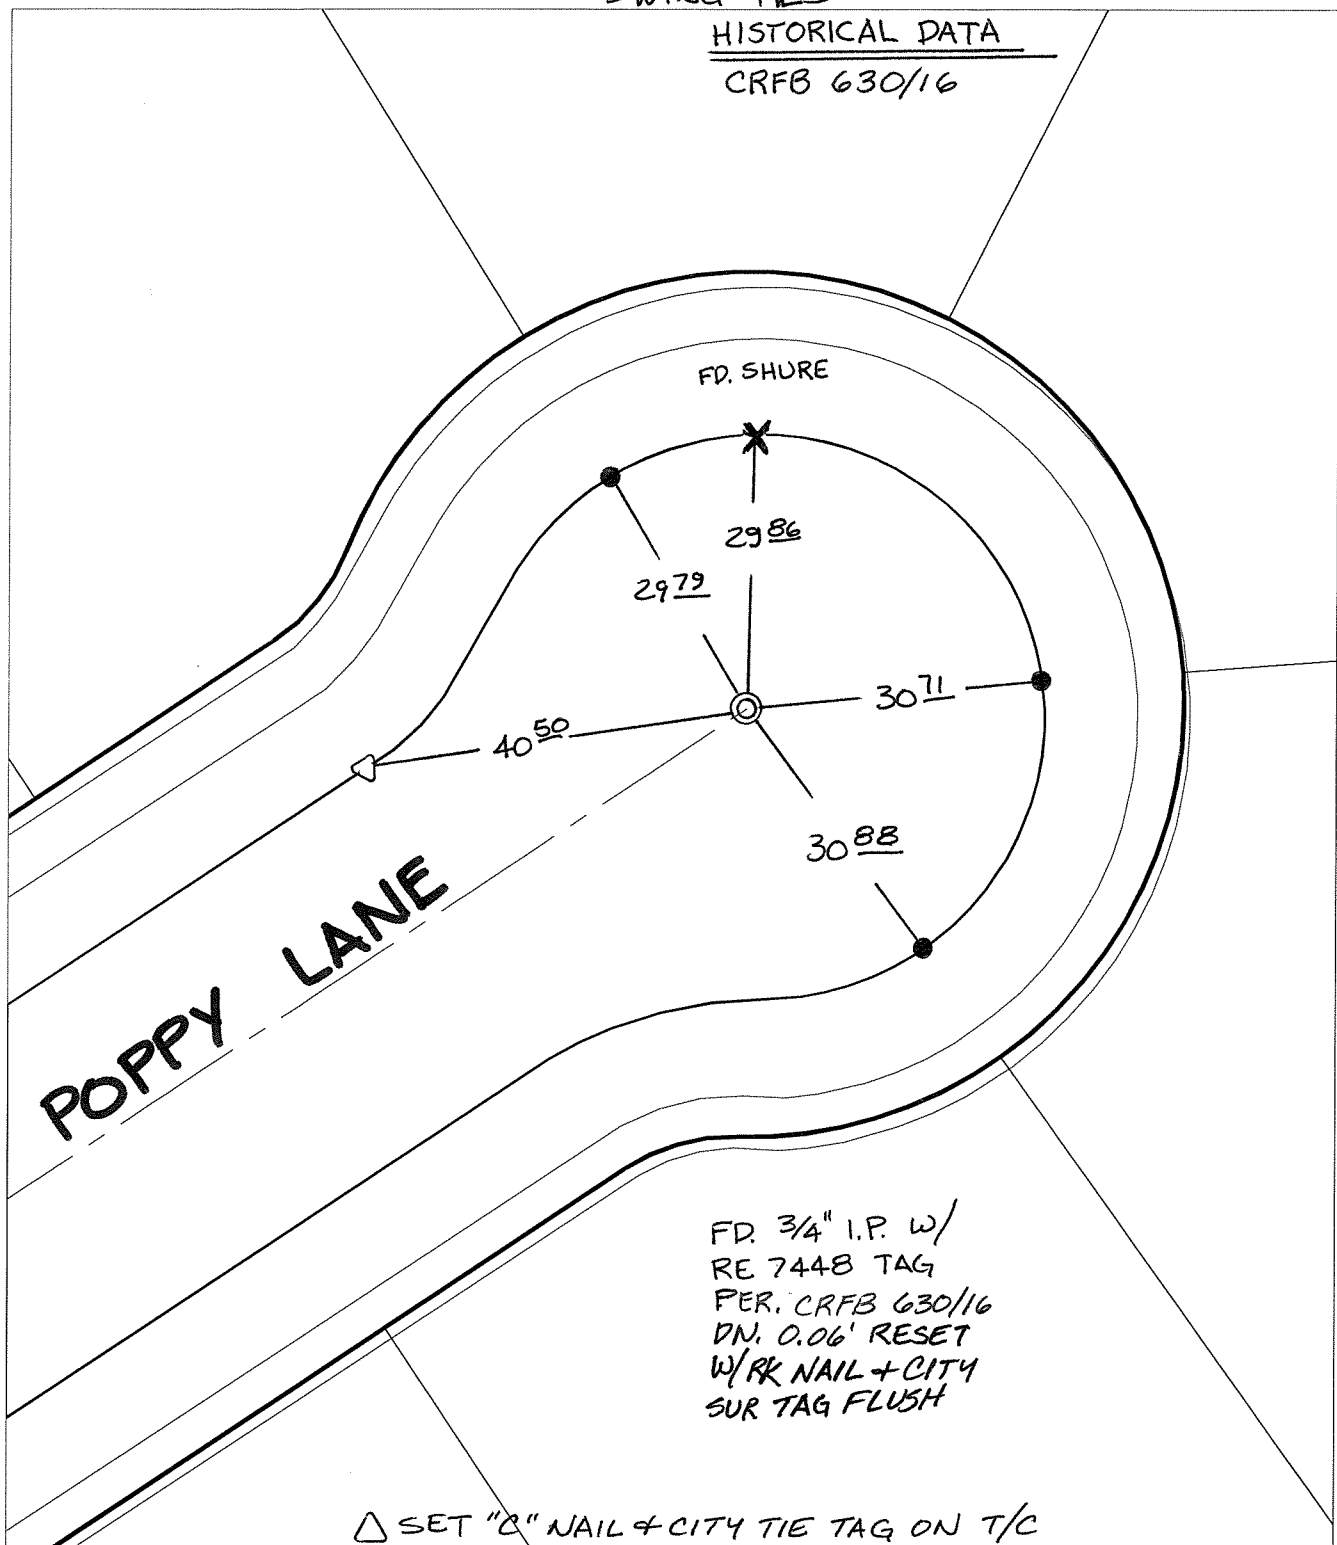 HISTORICAL DATA
CRFB 630/16
FD. SHURE
29 86
29 79
30 71
40 50
30 88
POPPY LANE
FD. 3/4" I.P. W/
RE 7448 TAG
PER. CRFB 630/16
DN. 0.06' RESET
W/RK NAIL & CITY
SUR TAG FLUSH
△ SET "C" NAIL & CITY TIE TAG ON T/C